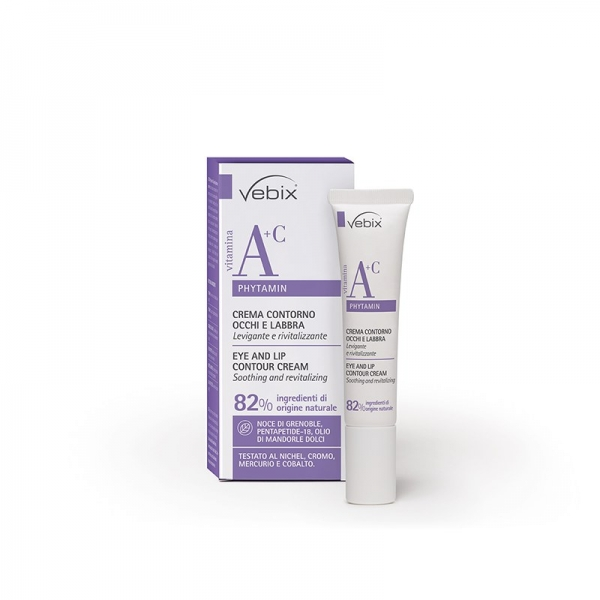 Vebix®
vitamina
A+C
PHYTAMIN
CREMA CONTORNO
OCCHI E LABBRA
Levigante e rivitalizzante
EYE AND LIP
CONTOUR CREAM
Soothing and revitalizing
82% ingredienti di
origine naturale
NOCE DI GRENOBLE,
PENTAPETIDE-18, OLIO
DI MANDORLE DOLCI
TESTATO AL NICHEL, CROMO,
MERCURIO E COBALTO.
Vebix
vitamina
A+C
PHYTAMIN
CREMA CONTORNO
OCCHI E LABBRA
Levigante
e rivitalizzante
EYE AND LIP
CONTOUR CREAM
Soothing and revitalizing
82% ingredienti di
origine naturale